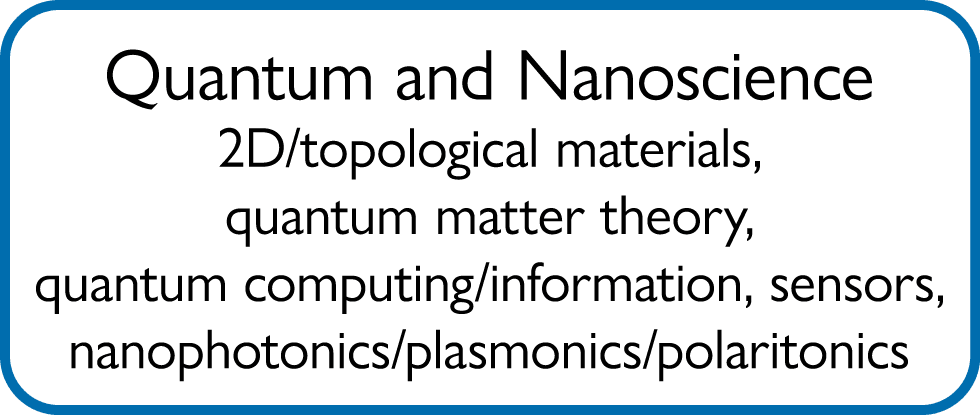 Quantum and Nanoscience
2D/topological materials,
quantum matter theory,
quantum computing/information, sensors,
nanophotonics/plasmonics/polaritonics